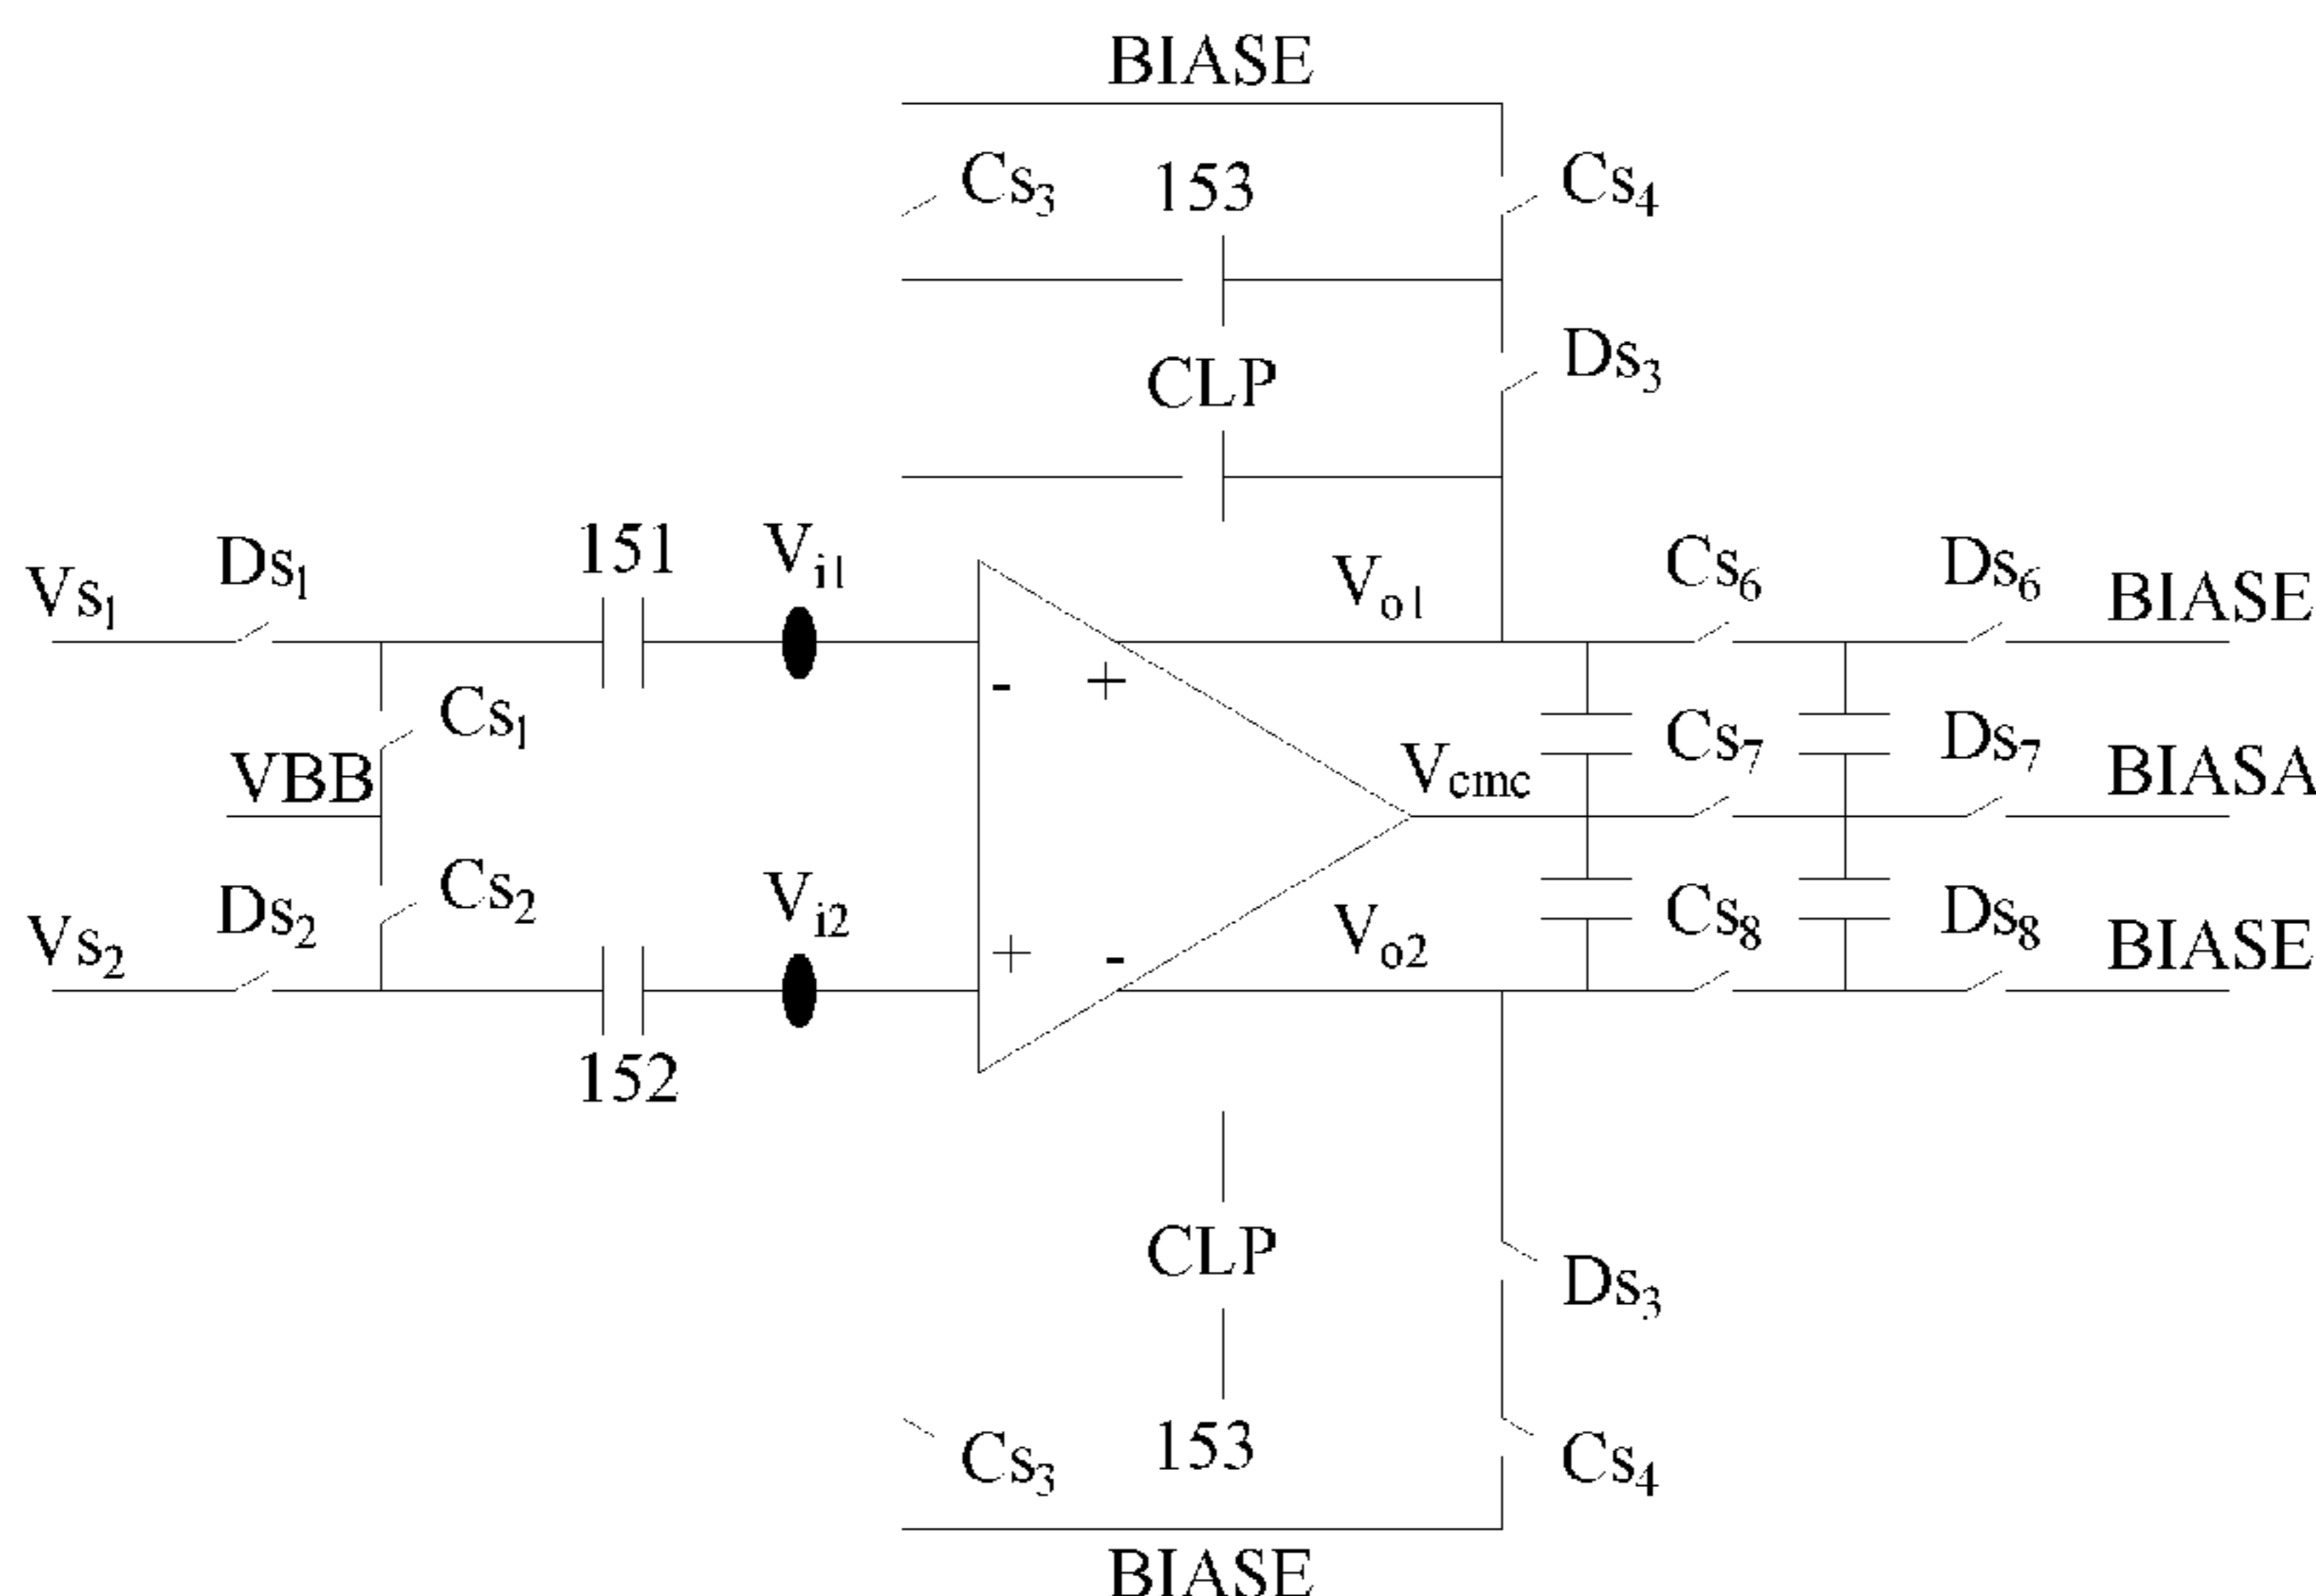 BIASE
Cs3 153 Cs4
CLP Ds3
Vs1 Ds1 151 Vi1 Vo1 Cs6 Ds6 BIASE
- +
Cs1 Cs7 Ds7
VBB Vcmc BIASA
Vs2 Ds2 Cs2 Vi2 Vo2 Cs8 Ds8 BIASE
+ -
152
CLP Ds3
Cs3 153 Cs4
BIASE